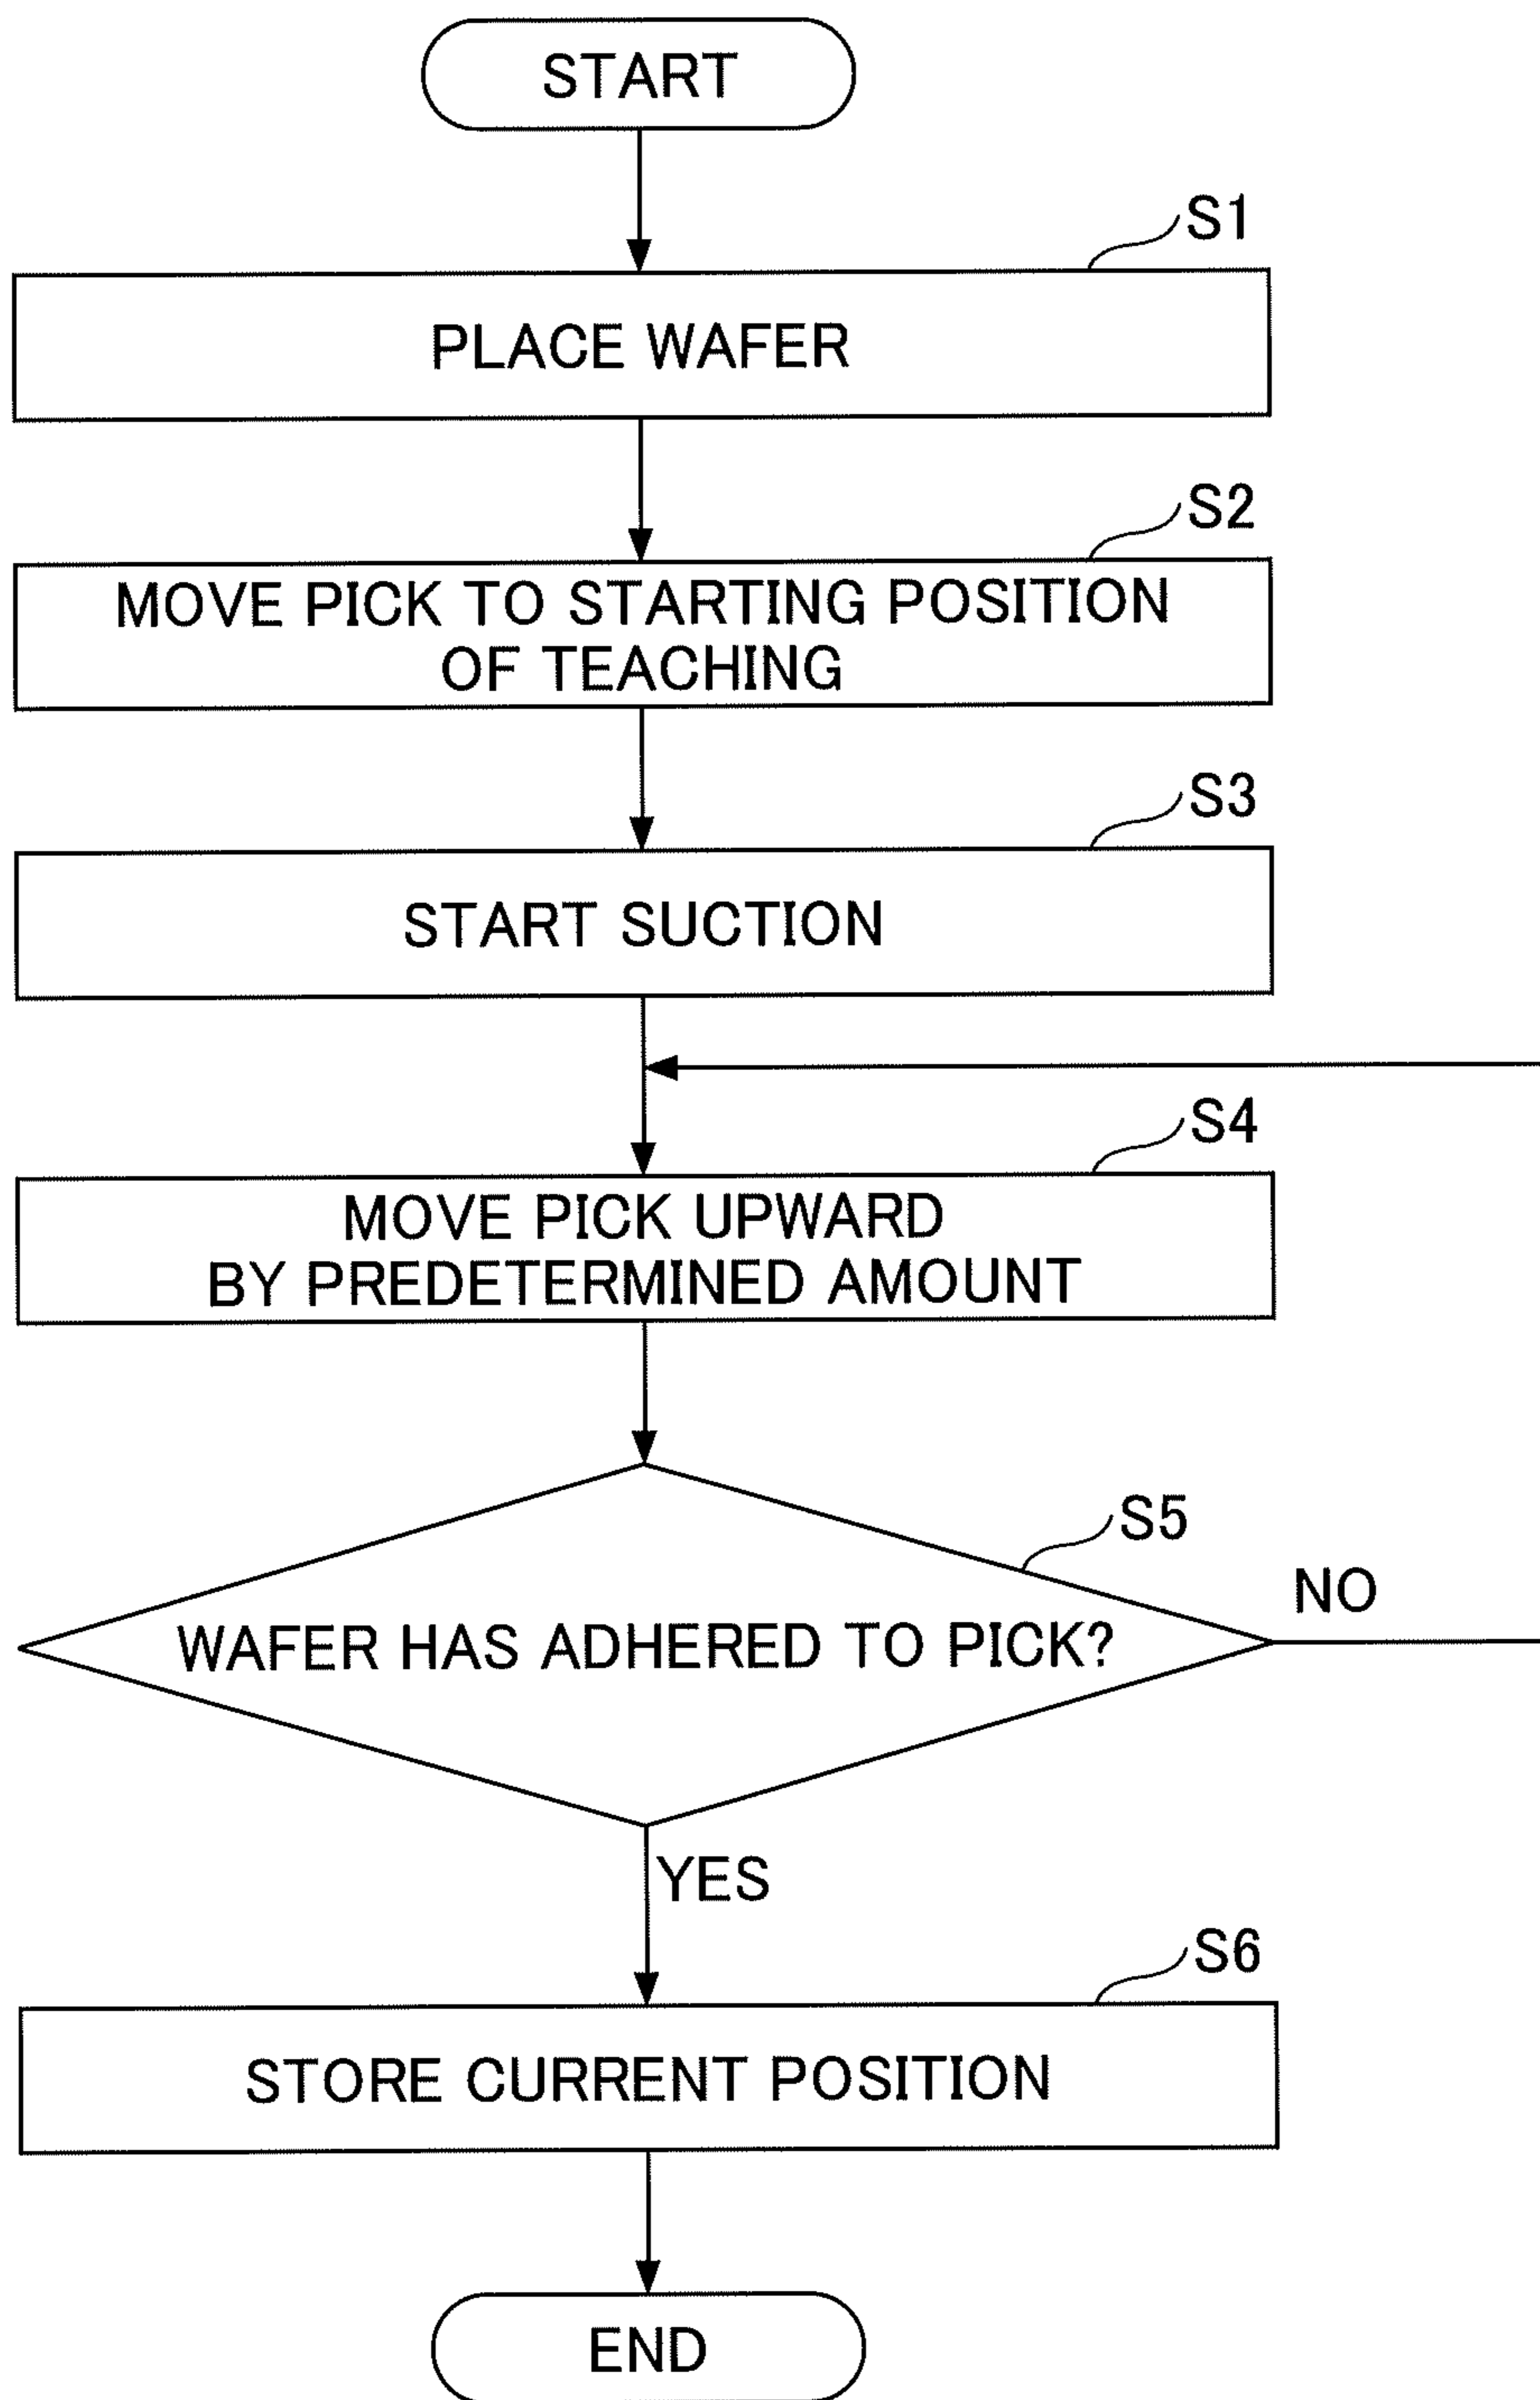 START
S1
PLACE WAFER
S2
MOVE PICK TO STARTING POSITION
OF TEACHING
S3
START SUCTION
S4
MOVE PICK UPWARD
BY PREDETERMINED AMOUNT
S5
NO
WAFER HAS ADHERED TO PICK?
YES
S6
STORE CURRENT POSITION
END